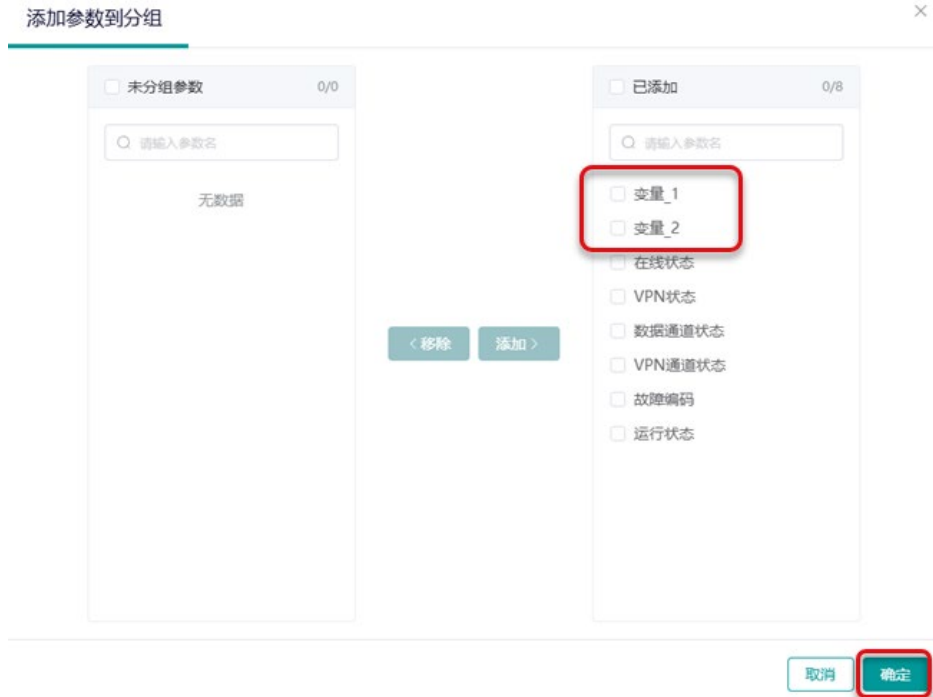 添加参数到分组
未分组参数 0/0
请输入参数名
无数据
<移除
添加>
已添加 0/8
请输入参数名
变量_1
变量_2
在线状态
VPN状态
数据通道状态
VPN通道状态
故障编码
运行状态
取消
确定